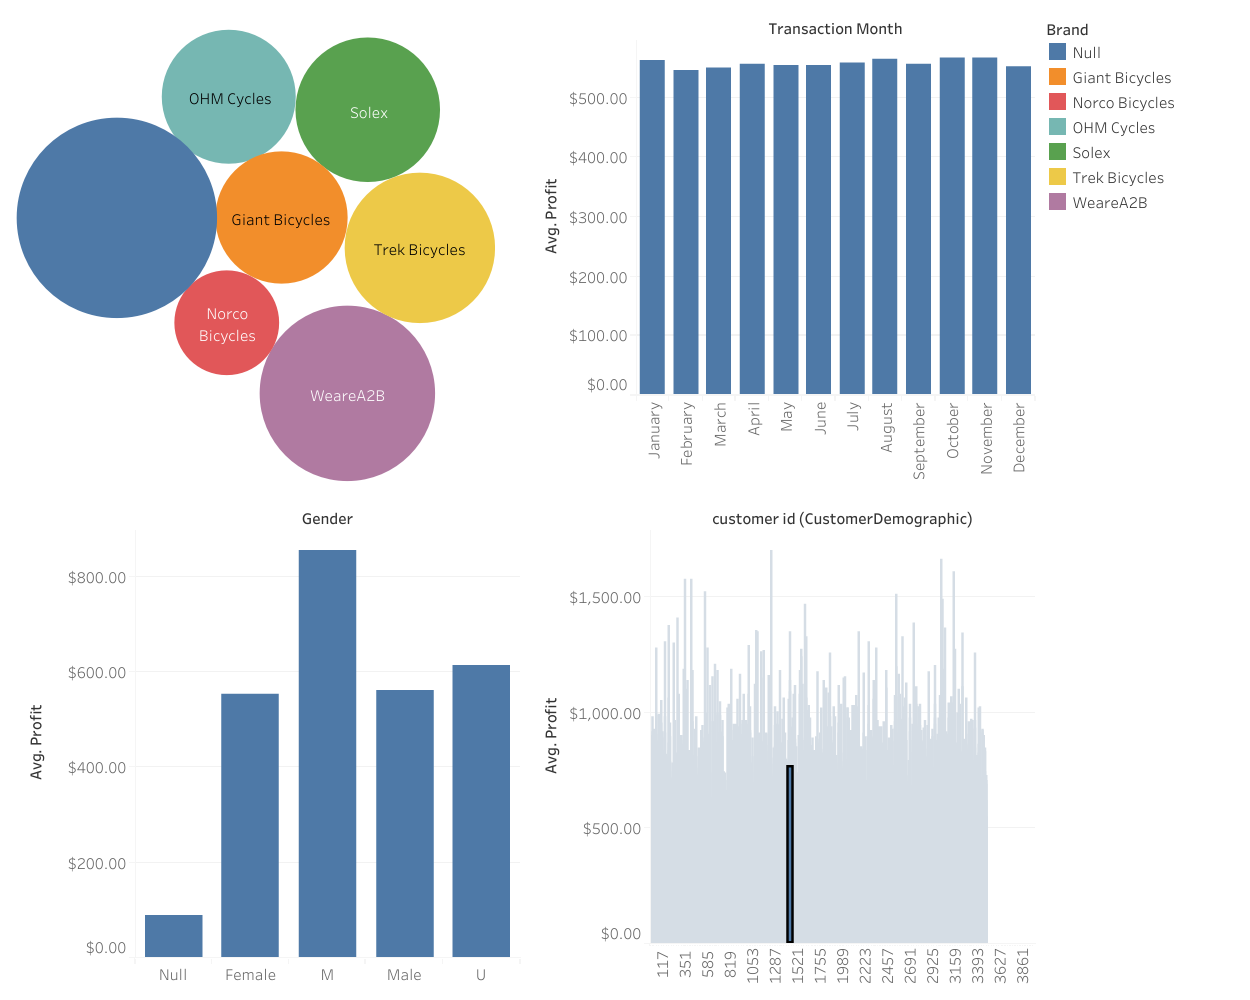 OHM Cycles
Solex
Giant Bicycles
Trek Bicycles
Norco
Bicycles
WeareA2B
Transaction Month
Avg. Profit
$500.00
$400.00
$300.00
$200.00
$100.00
$0.00
January
February
March
April
May
June
July
August
September
October
November
December
Brand
Null
Giant Bicycles
Norco Bicycles
OHM Cycles
Solex
Trek Bicycles
WeareA2B
Gender
Avg. Profit
$800.00
$600.00
$400.00
$200.00
$0.00
Null
Female
M
Male
U
customer id (CustomerDemographic)
Avg. Profit
$1,500.00
$1,000.00
$500.00
$0.00
117
351
585
819
1053
1287
1521
1755
1989
2223
2457
2691
2925
3159
3393
3627
3861